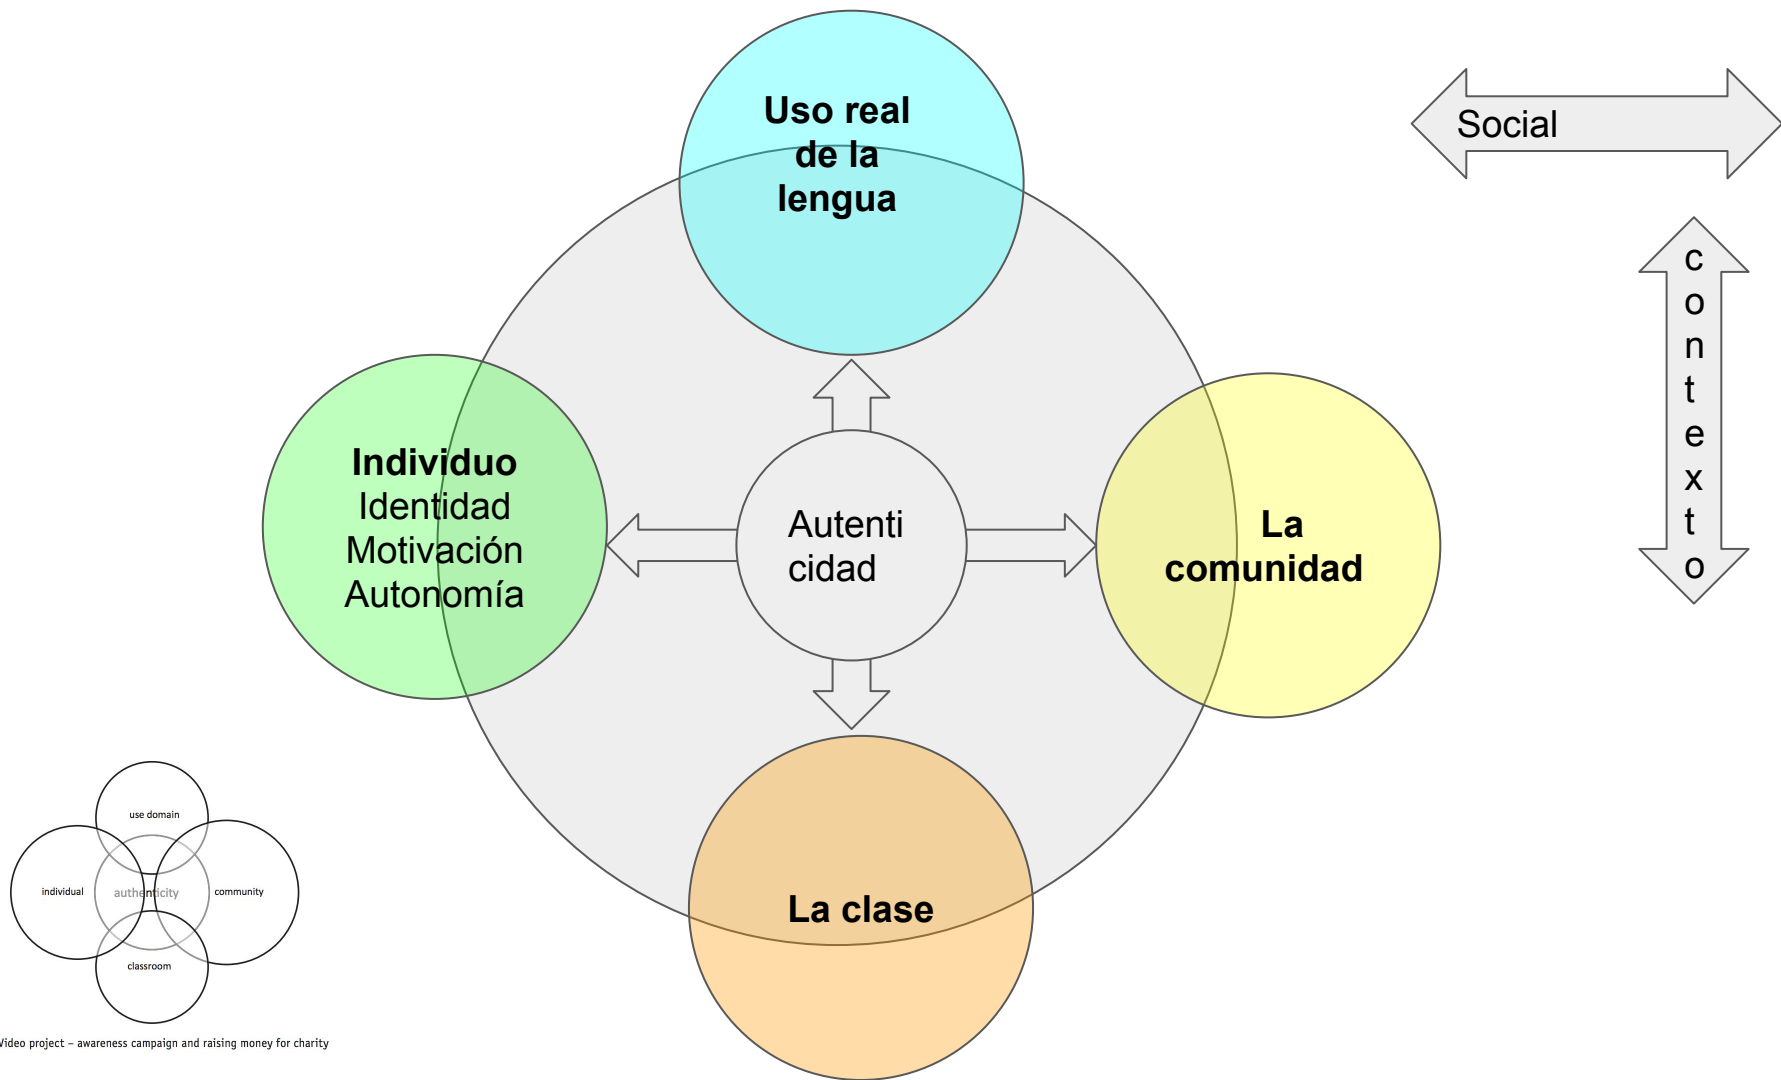 Uso real
de la
lengua
Social
contexto
Individuo
Identidad
Motivación
Autonomía
Autenti
cidad
La
comunidad
La clase
use domain
individual
authenticity
community
classroom
Video project – awareness campaign and raising money for charity